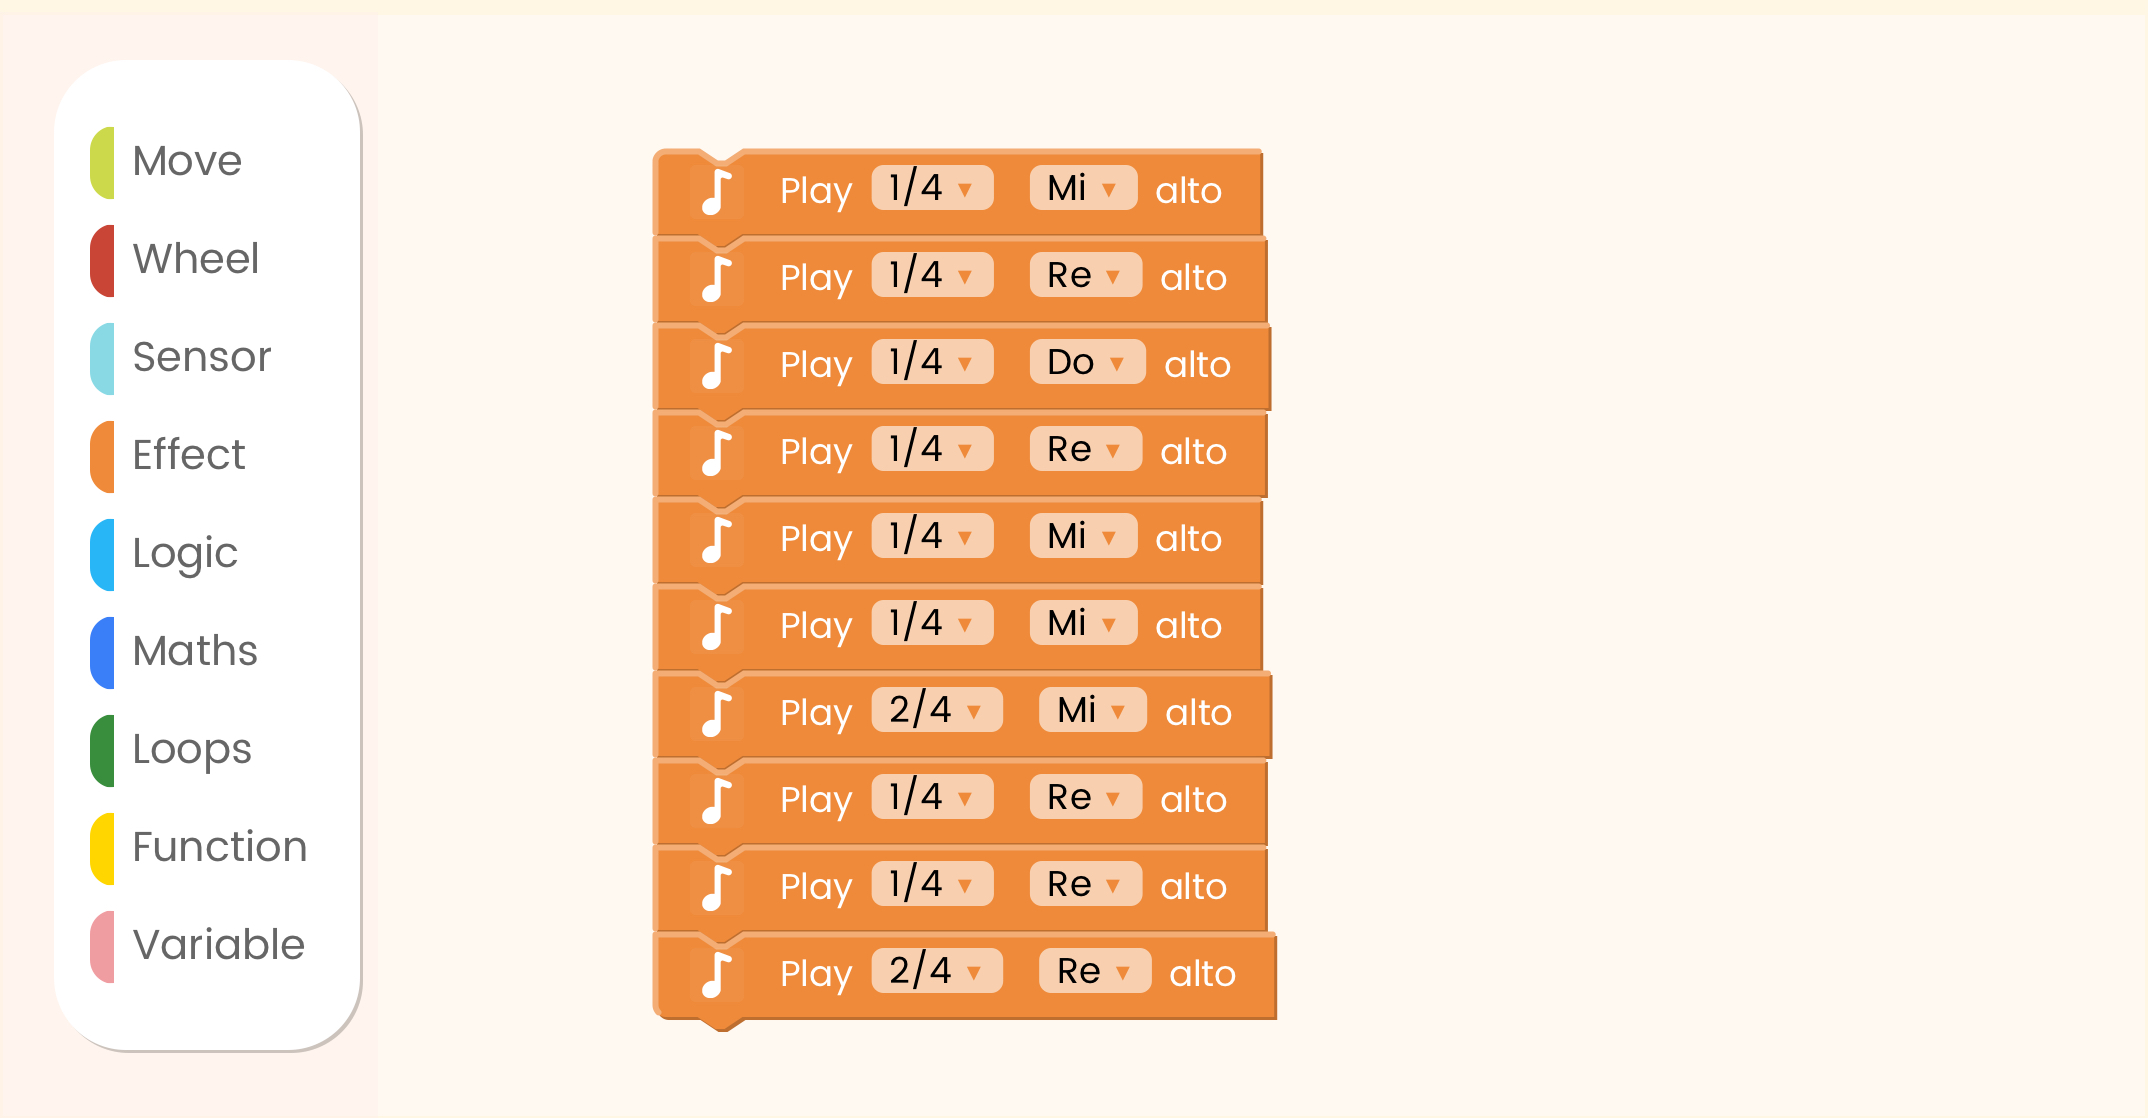 Move
Wheel
Sensor
Effect
Logic
Maths
Loops
Function
Variable
Play 1/4 Mi alto
Play 1/4 Re alto
Play 1/4 Do alto
Play 1/4 Re alto
Play 1/4 Mi alto
Play 1/4 Mi alto
Play 2/4 Mi alto
Play 1/4 Re alto
Play 1/4 Re alto
Play 2/4 Re alto